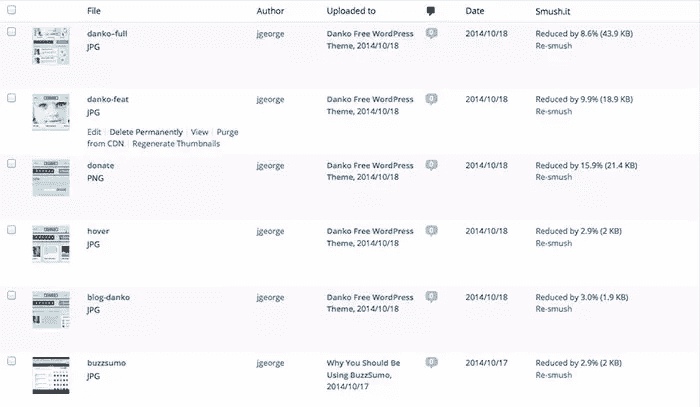 File Author Uploaded to Date Smush.it
danko-full jgeorge Danko Free WordPress 0 2014/10/18 Reduced by 8.6% (43.9 KB)
JPG Theme, 2014/10/18 Re-smush
danko-feat jgeorge Danko Free WordPress 0 2014/10/18 Reduced by 9.9% (18.9 KB)
JPG Theme, 2014/10/18 Re-smush
Edit | Delete Permanently | View | Purge
from CDN | Regenerate Thumbnails
donate jgeorge Danko Free WordPress 0 2014/10/18 Reduced by 15.9% (21.4 KB)
PNG Theme, 2014/10/18 Re-smush
hover jgeorge Danko Free WordPress 0 2014/10/18 Reduced by 2.9% (2 KB)
JPG Theme, 2014/10/18 Re-smush
blog-danko jgeorge Danko Free WordPress 0 2014/10/18 Reduced by 3.0% (1.9 KB)
JPG Theme, 2014/10/18 Re-smush
buzzsumo jgeorge Why You Should Be 0 2014/10/17 Reduced by 2.9% (2 KB)
JPG Using BuzzSumo, Re-smush
2014/10/17